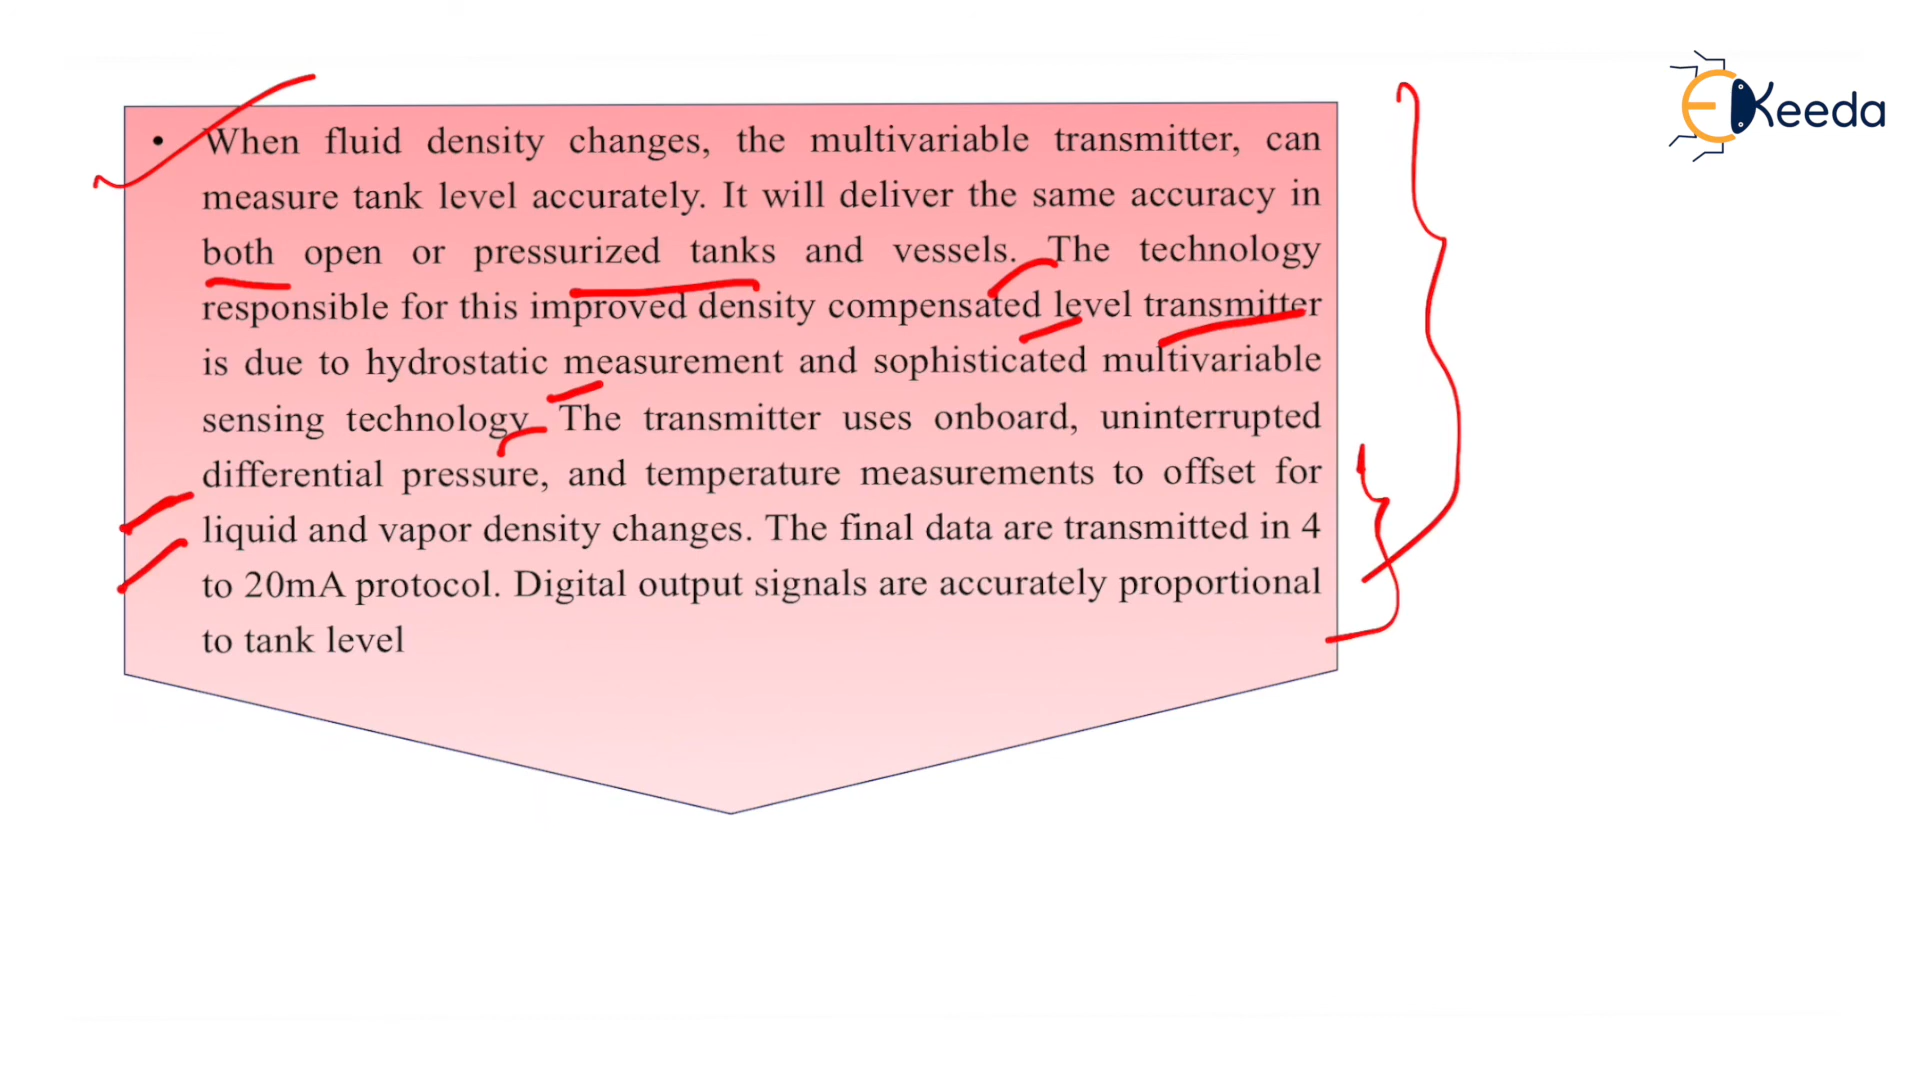 • When fluid density changes, the multivariable transmitter, can
measure tank level accurately. It will deliver the same accuracy in
both open or pressurized tanks and vessels. The technology
responsible for this improved density compensated level transmitter
is due to hydrostatic measurement and sophisticated multivariable
sensing technology. The transmitter uses onboard, uninterrupted
differential pressure, and temperature measurements to offset for
liquid and vapor density changes. The final data are transmitted in 4
to 20mA protocol. Digital output signals are accurately proportional
to tank level
EKeeda